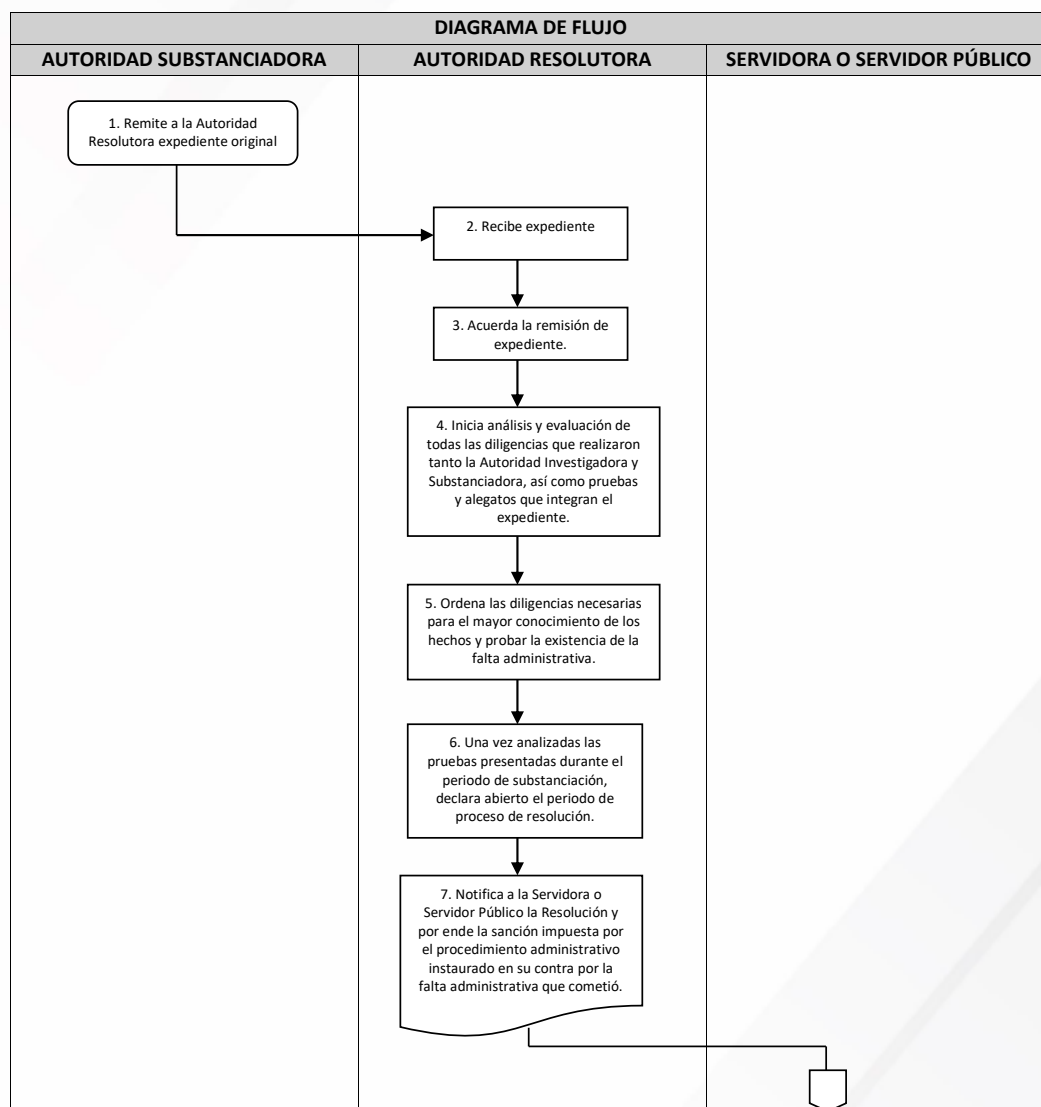 DIAGRAMA DE FLUJO
AUTORIDAD SUBSTANCIADORA
AUTORIDAD RESOLUTORA
SERVIDORA O SERVIDOR PÚBLICO
1. Remite a la Autoridad
Resolutora expediente original
2. Recibe expediente
3. Acuerda la remisión de
expediente.
4. Inicia análisis y evaluación de
todas las diligencias que realizaron
tanto la Autoridad Investigadora y
Substanciadora, así como pruebas
y alegatos que integran el
expediente.
5. Ordena las diligencias necesarias
para el mayor conocimiento de los
hechos y probar la existencia de la
falta administrativa.
6. Una vez analizadas las
pruebas presentadas durante el
periodo de substanciación,
declara abierto el periodo de
proceso de resolución.
7. Notifica a la Servidora o
Servidor Público la Resolución y
por ende la sanción impuesta por
el procedimiento administrativo
instaurado en su contra por la
falta administrativa que cometió.